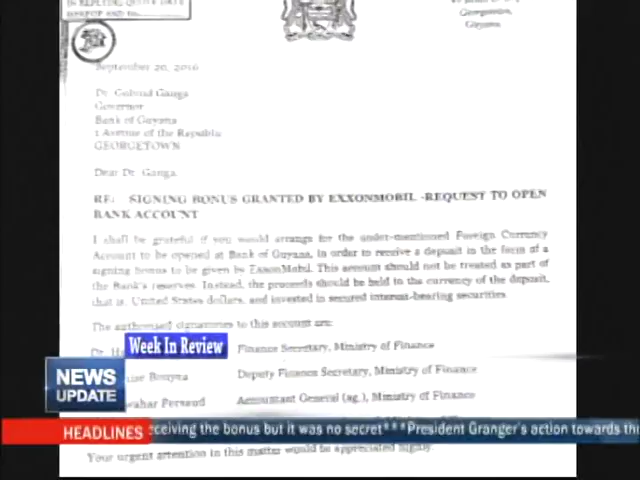 IN REPLYING QUOTE DATE
HEREOF AND No.
Georgetown,
Guyana
September 20, 2016
Dr. Gobind Ganga
Governor
Bank of Guyana
1 Avenue of the Republic
GEORGETOWN
Dear Dr. Ganga
RE: SIGNING BONUS GRANTED BY EXXONMOBIL -REQUEST TO OPEN
BANK ACCOUNT
I shall be grateful if you would arrange for the under-mentioned Foreign Currency
Account to be opened at Bank of Guyana, in order to receive a deposit in the form of a
signing bonus to be given by ExxonMobil. This account should not be treated as part of
the Bank's reserves. Instead, the proceeds should be held in the currency of the deposit,
that is, United States dollars, and invested in secured interest-bearing securities
The authorised signatories to this account are:
Dr. Finance Secretary, Ministry of Finance
Week In Review
Deputy Finance Secretary, Ministry of Finance
NEWS
UPDATE
Persaud Accountant General (ag.), Ministry of Finance
HEADLINES
ceiving the bonus but it was no secret***President Granger's action towards th
Your urgent attention in this matter would be appreciated highly.